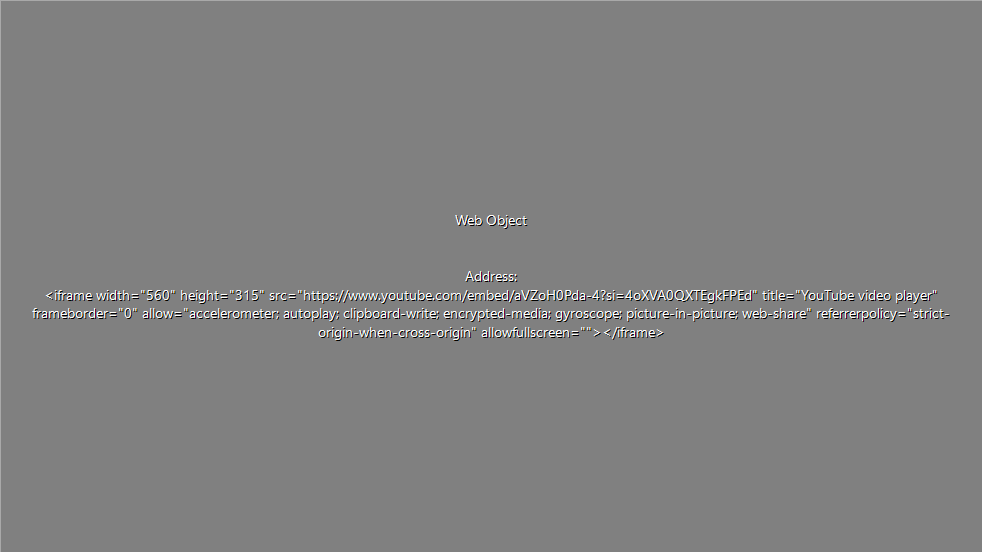 Web Object
Address:
<iframe width="560" height="315" src="https://www.youtube.com/embed/aVZoH0Pda-4?si=4oXVA0QXTEgkFPEd" title="YouTube video player"
frameborder="0" allow="accelerometer; autoplay; clipboard-write; encrypted-media; gyroscope; picture-in-picture; web-share" referrerpolicy="strict-
origin-when-cross-origin" allowfullscreen=""></iframe>